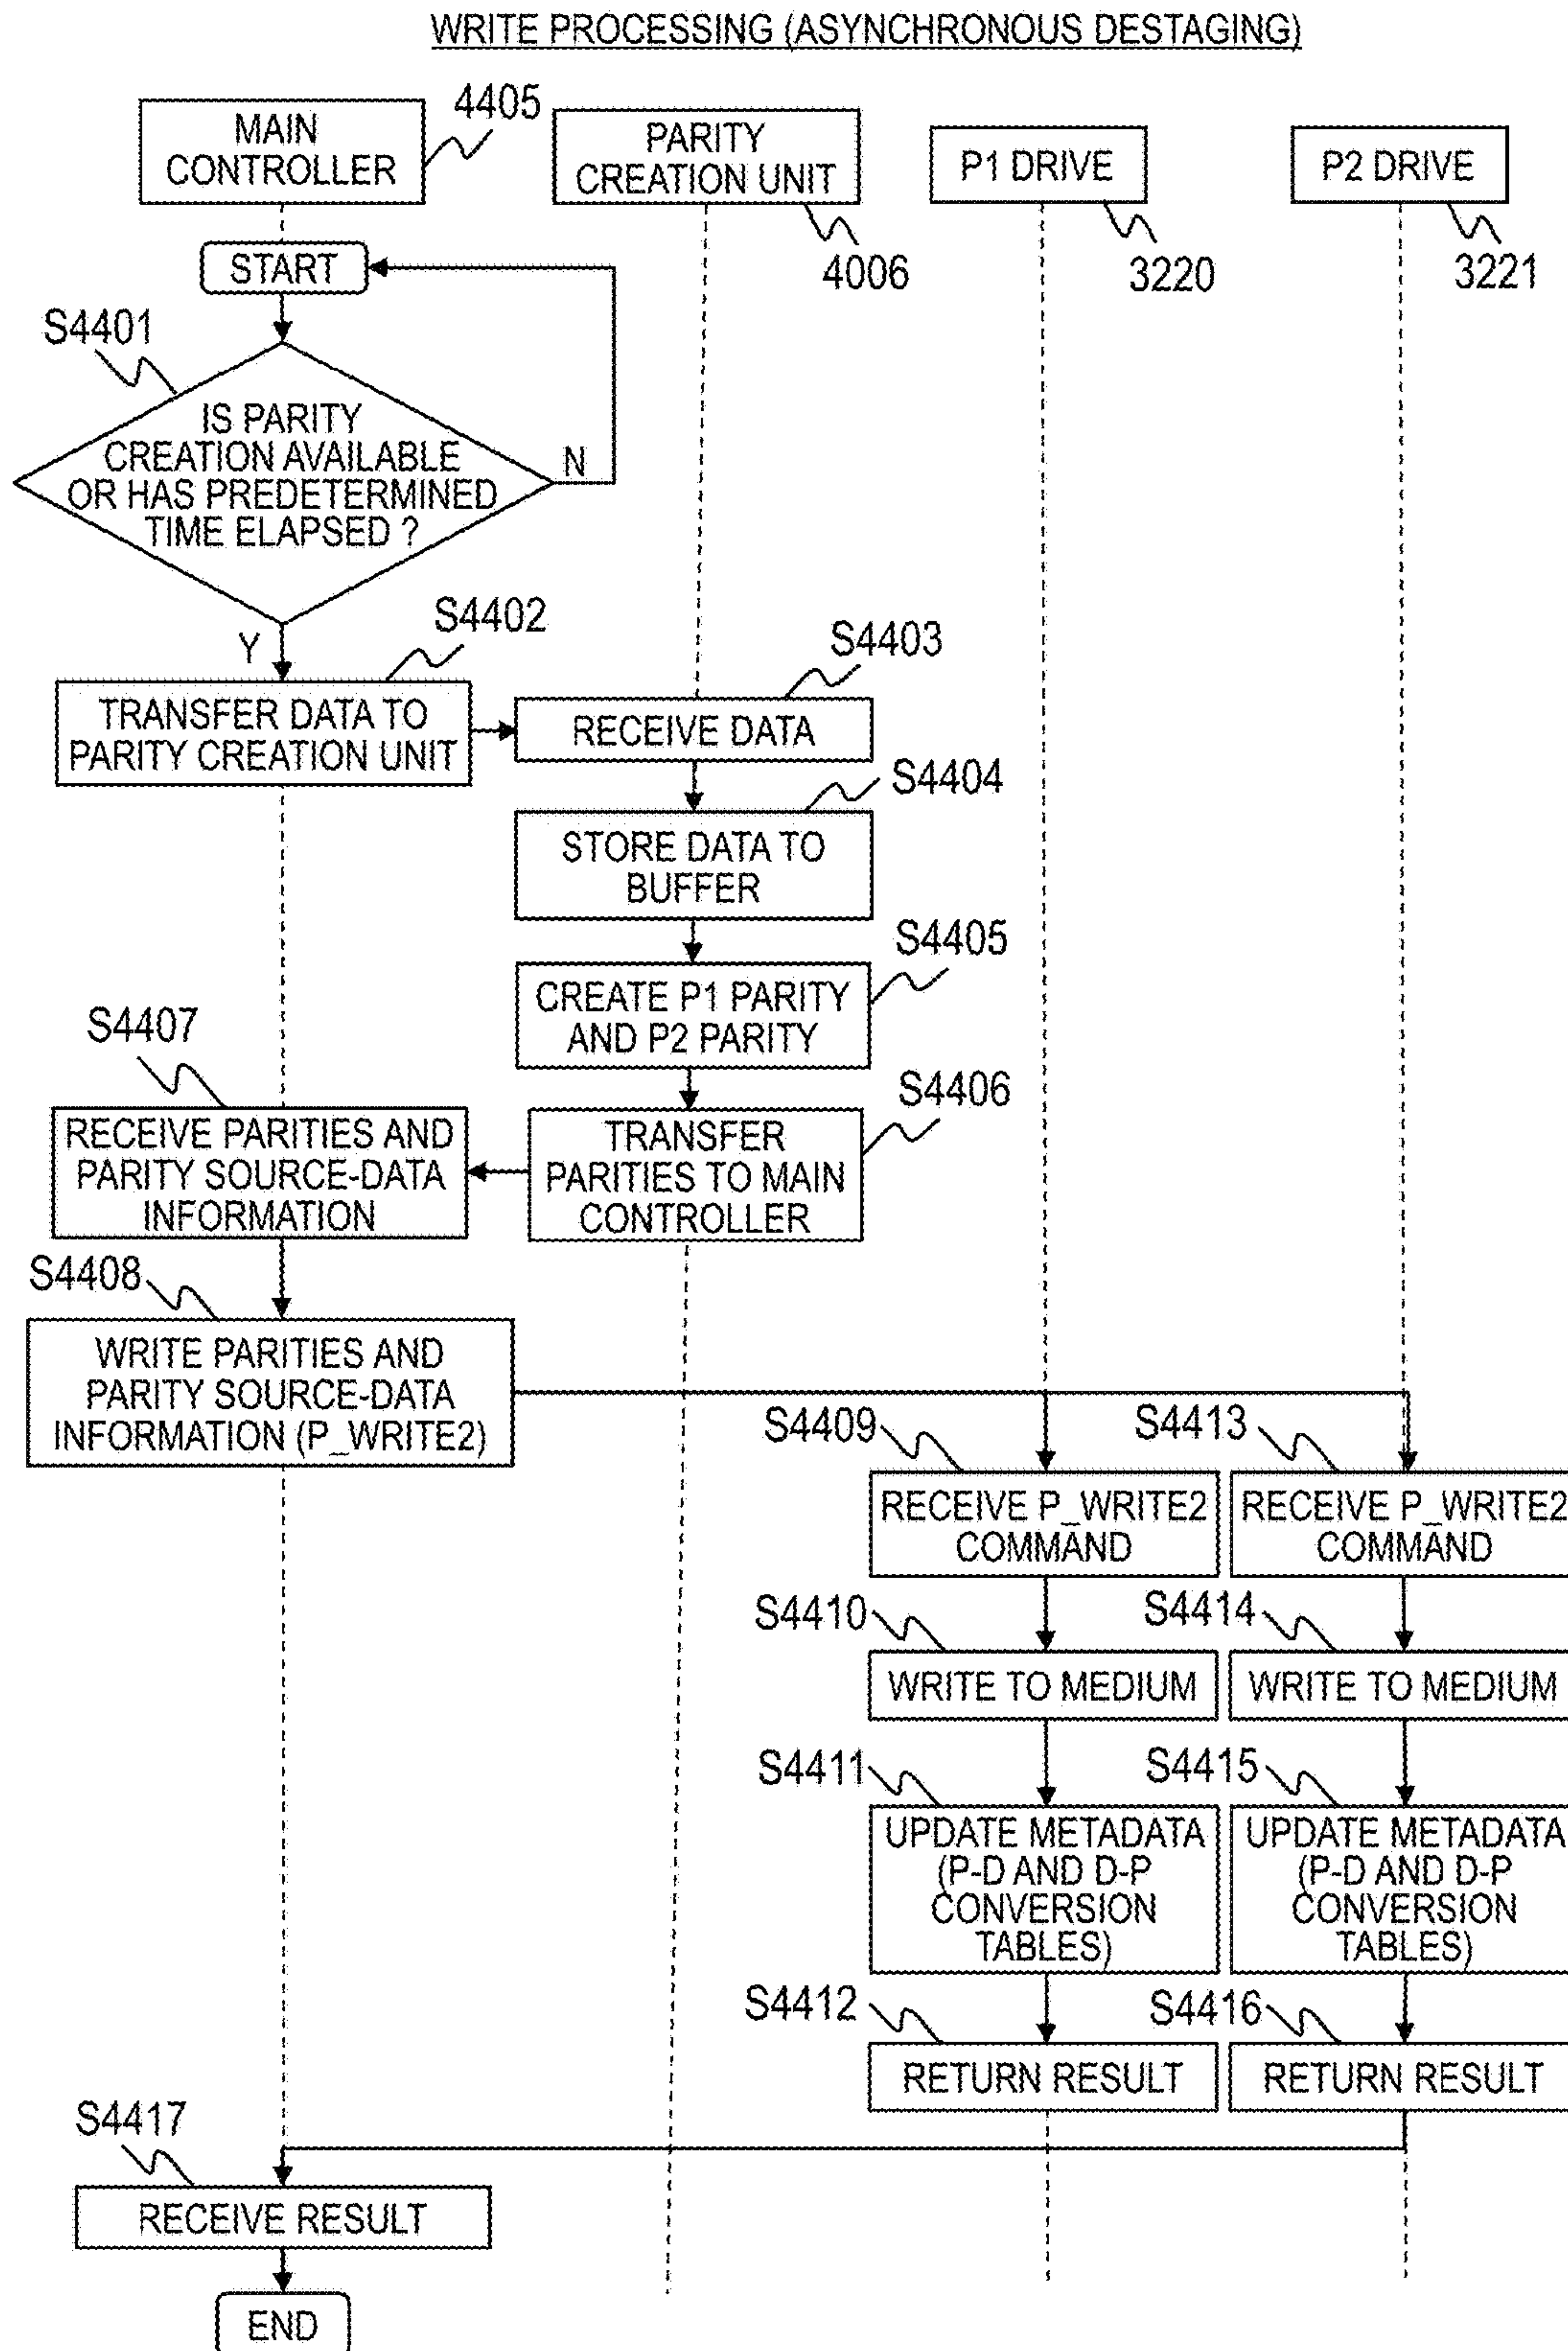 WRITE PROCESSING (ASYNCHRONOUS DESTAGING)
MAIN
CONTROLLER
4405
PARITY
CREATION UNIT
4006
P1 DRIVE
3220
P2 DRIVE
3221
START
S4401
IS PARITY
CREATION AVAILABLE
OR HAS PREDETERMINED
TIME ELAPSED ?
N
Y
S4402
TRANSFER DATA TO
PARITY CREATION UNIT
S4403
RECEIVE DATA
S4404
STORE DATA TO
BUFFER
S4405
CREATE P1 PARITY
AND P2 PARITY
S4406
TRANSFER
PARITIES TO MAIN
CONTROLLER
S4407
RECEIVE PARITIES AND
PARITY SOURCE-DATA
INFORMATION
S4408
WRITE PARITIES AND
PARITY SOURCE-DATA
INFORMATION (P_WRITE2)
S4409
RECEIVE P_WRITE2
COMMAND
S4413
RECEIVE P_WRITE2
COMMAND
S4410
WRITE TO MEDIUM
S4414
WRITE TO MEDIUM
S4411
UPDATE METADATA
(P-D AND D-P
CONVERSION
TABLES)
S4415
UPDATE METADATA
(P-D AND D-P
CONVERSION
TABLES)
S4412
RETURN RESULT
S4416
RETURN RESULT
S4417
RECEIVE RESULT
END